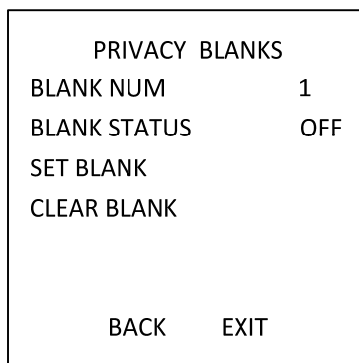 PRIVACY BLANKS
BLANK NUM 1
BLANK STATUS OFF
SET BLANK
CLEAR BLANK
BACK EXIT